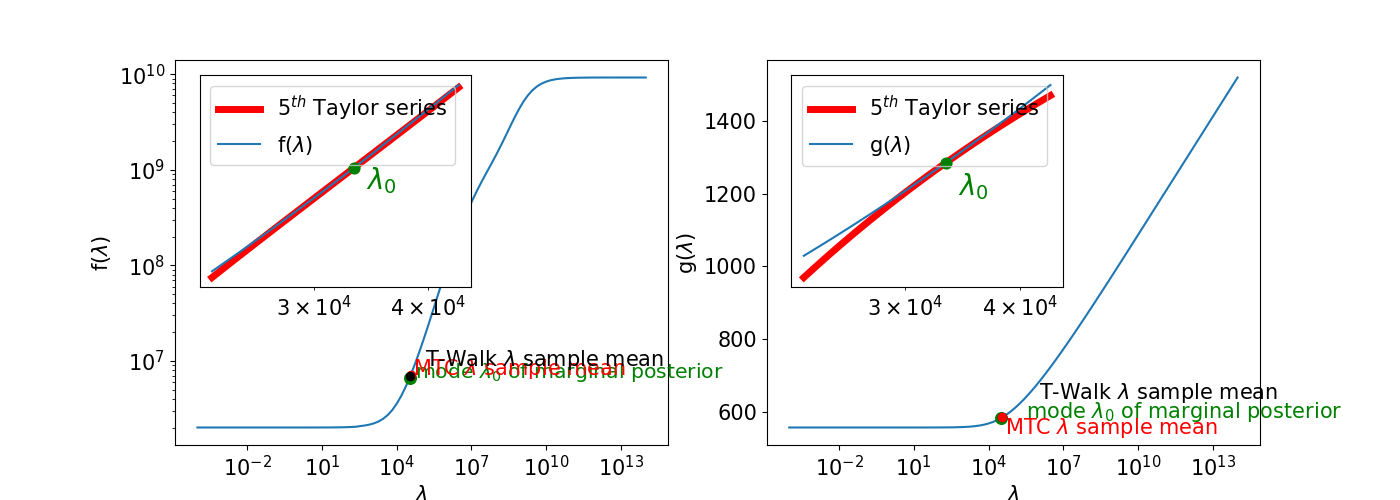 10^10
10^9
10^8
10^7
f(λ)
5^th Taylor series
f(λ)
λ_0
3 × 10^4 4 × 10^4
T-Walk λ sample mean
MTC λ sample mean
mode λ_0 of marginal posterior
10^-2 10^1 10^4 10^7 10^10 10^13
λ
1400
1200
1000
800
600
g(λ)
5^th Taylor series
g(λ)
λ_0
3 × 10^4 4 × 10^4
T-Walk λ sample mean
mode λ_0 of marginal posterior
MTC λ sample mean
10^-2 10^1 10^4 10^7 10^10 10^13
λ